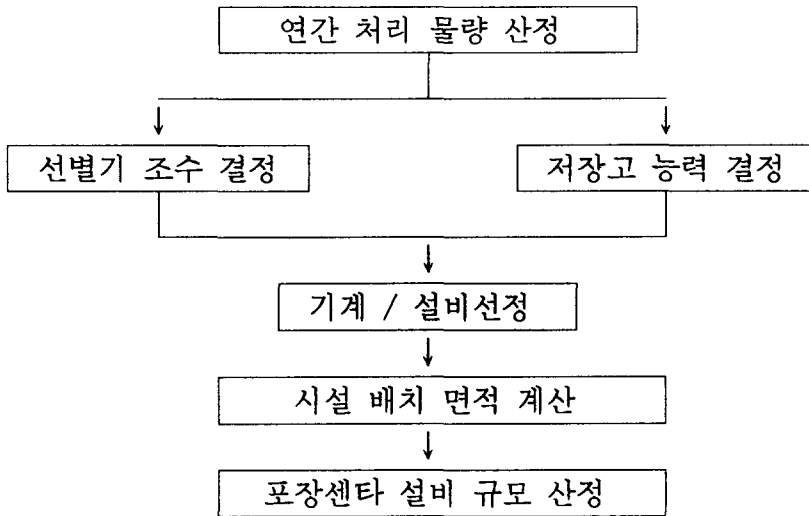 연간 처리 물량 산정
선별기 조수 결정
저장고 능력 결정
기계 / 설비선정
시설 배치 면적 계산
포장센타 설비 규모 산정